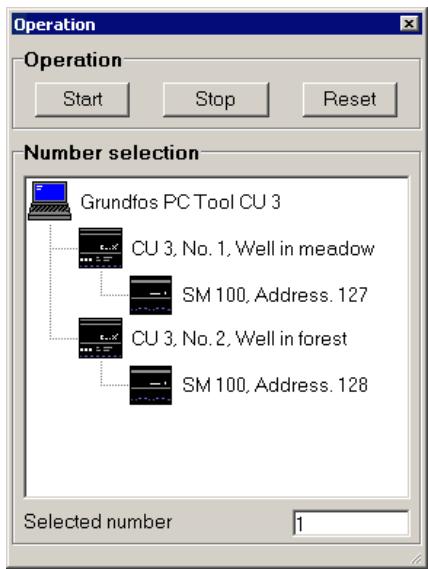 Operation
Operation
Start Stop Reset
Number selection
Grundfos PC Tool CU 3
CU 3, No. 1, Well in meadow
SM 100, Address. 127
CU 3, No. 2, Well in forest
SM 100, Address. 128
Selected number 1